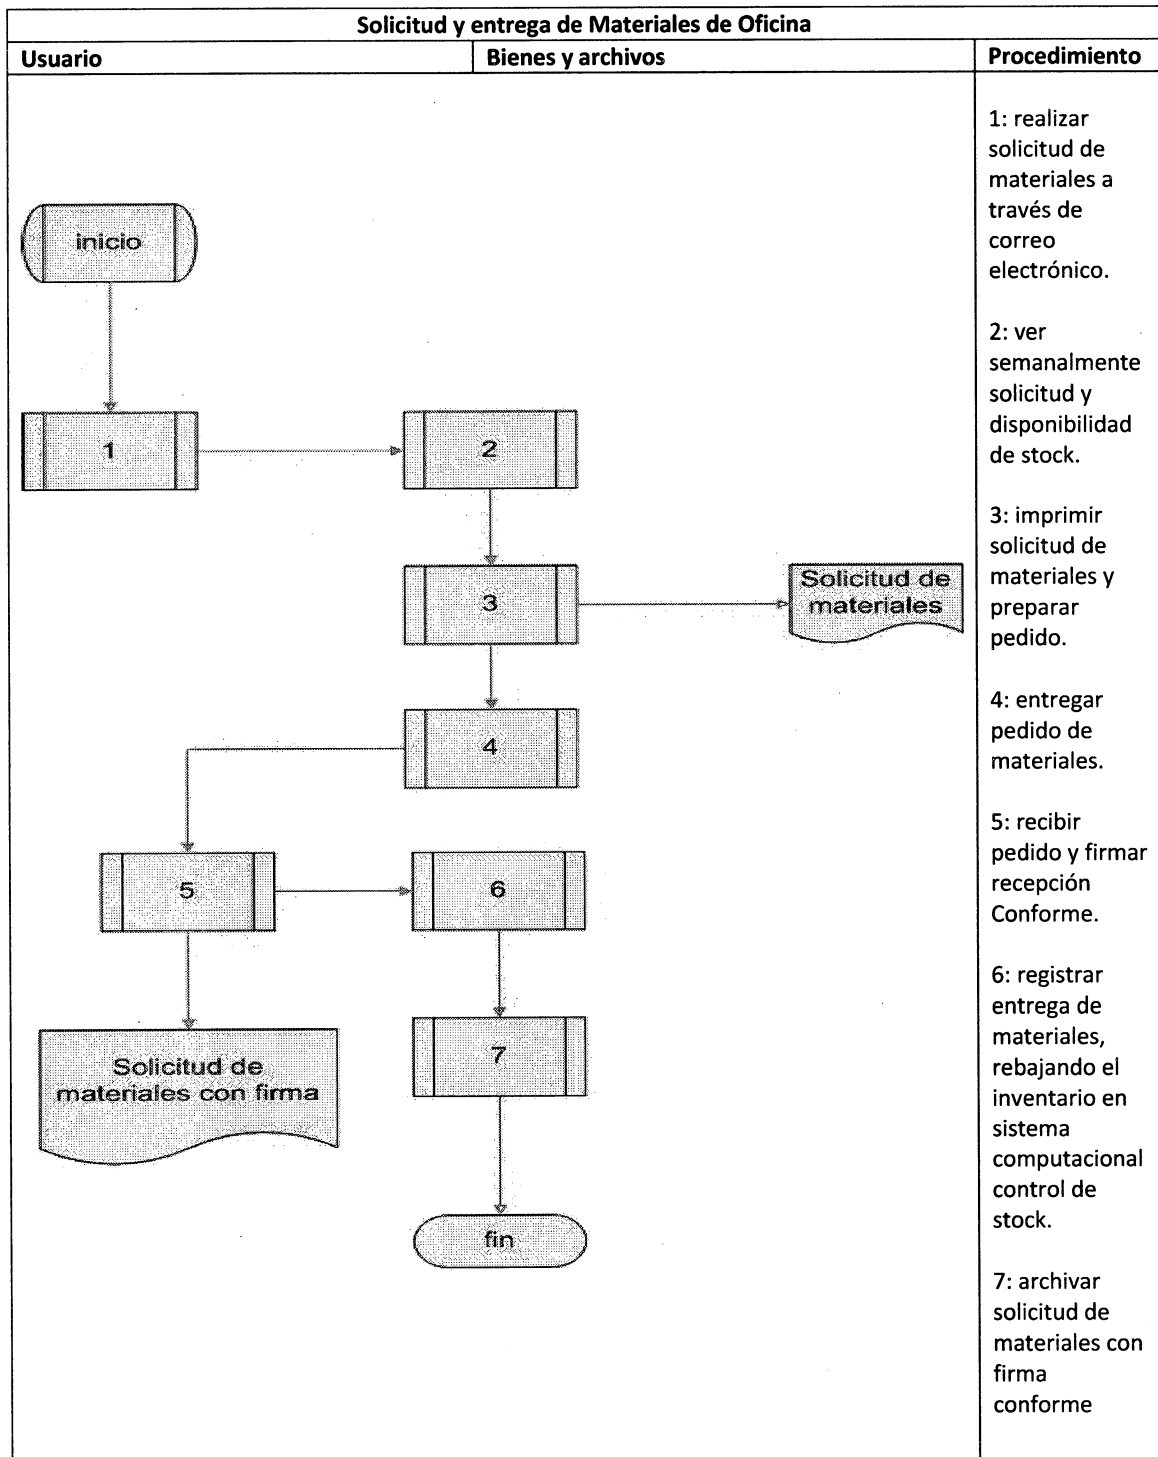 Solicitud y entrega de Materiales de Oficina
Usuario
Bienes y archivos
Procedimiento
inicio
1
2
3
Solicitud de
materiales
4
5
6
Solicitud de
materiales con firma
7
fin
1: realizar
solicitud de
materiales a
través de
correo
electrónico.
2: ver
semanalmente
solicitud y
disponibilidad
de stock.
3: imprimir
solicitud de
materiales y
preparar
pedido.
4: entregar
pedido de
materiales.
5: recibir
pedido y firmar
recepción
Conforme.
6: registrar
entrega de
materiales,
rebajando el
inventario en
sistema
computacional
control de
stock.
7: archivar
solicitud de
materiales con
firma
conforme